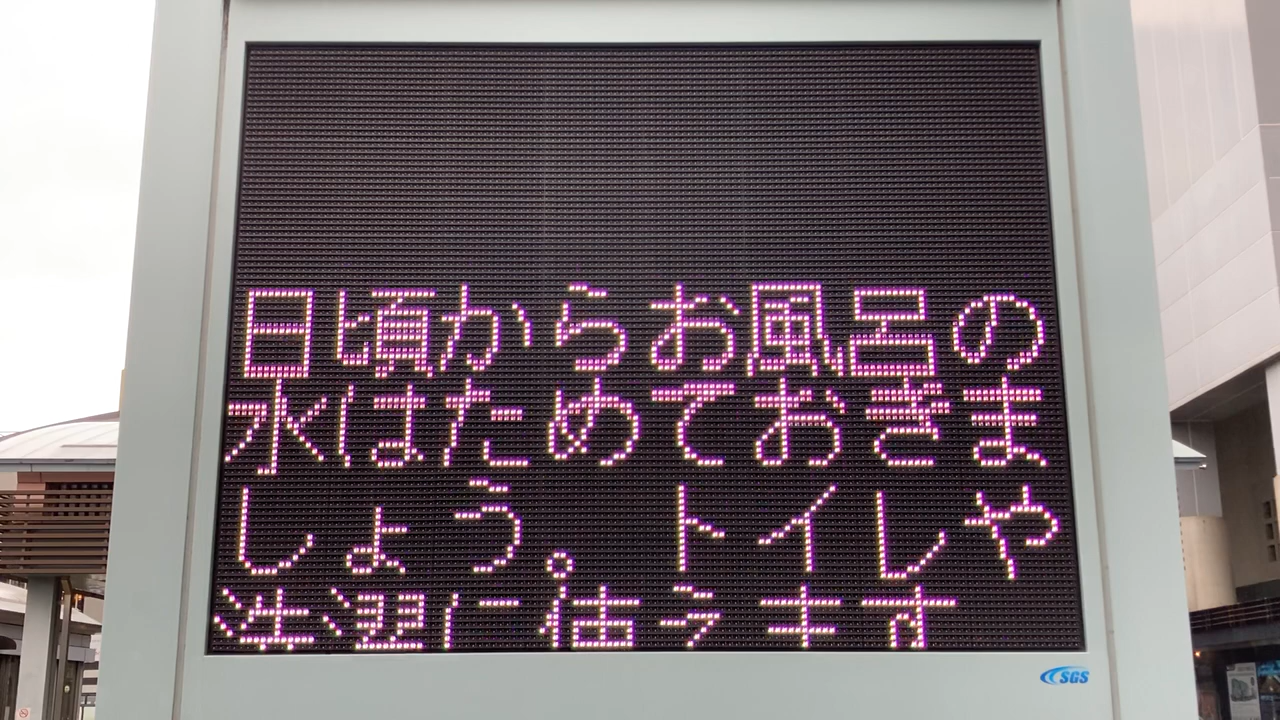 日頃からお風呂の
水はためておきま
しょう。トイレや
洗濯に使えます
SGS